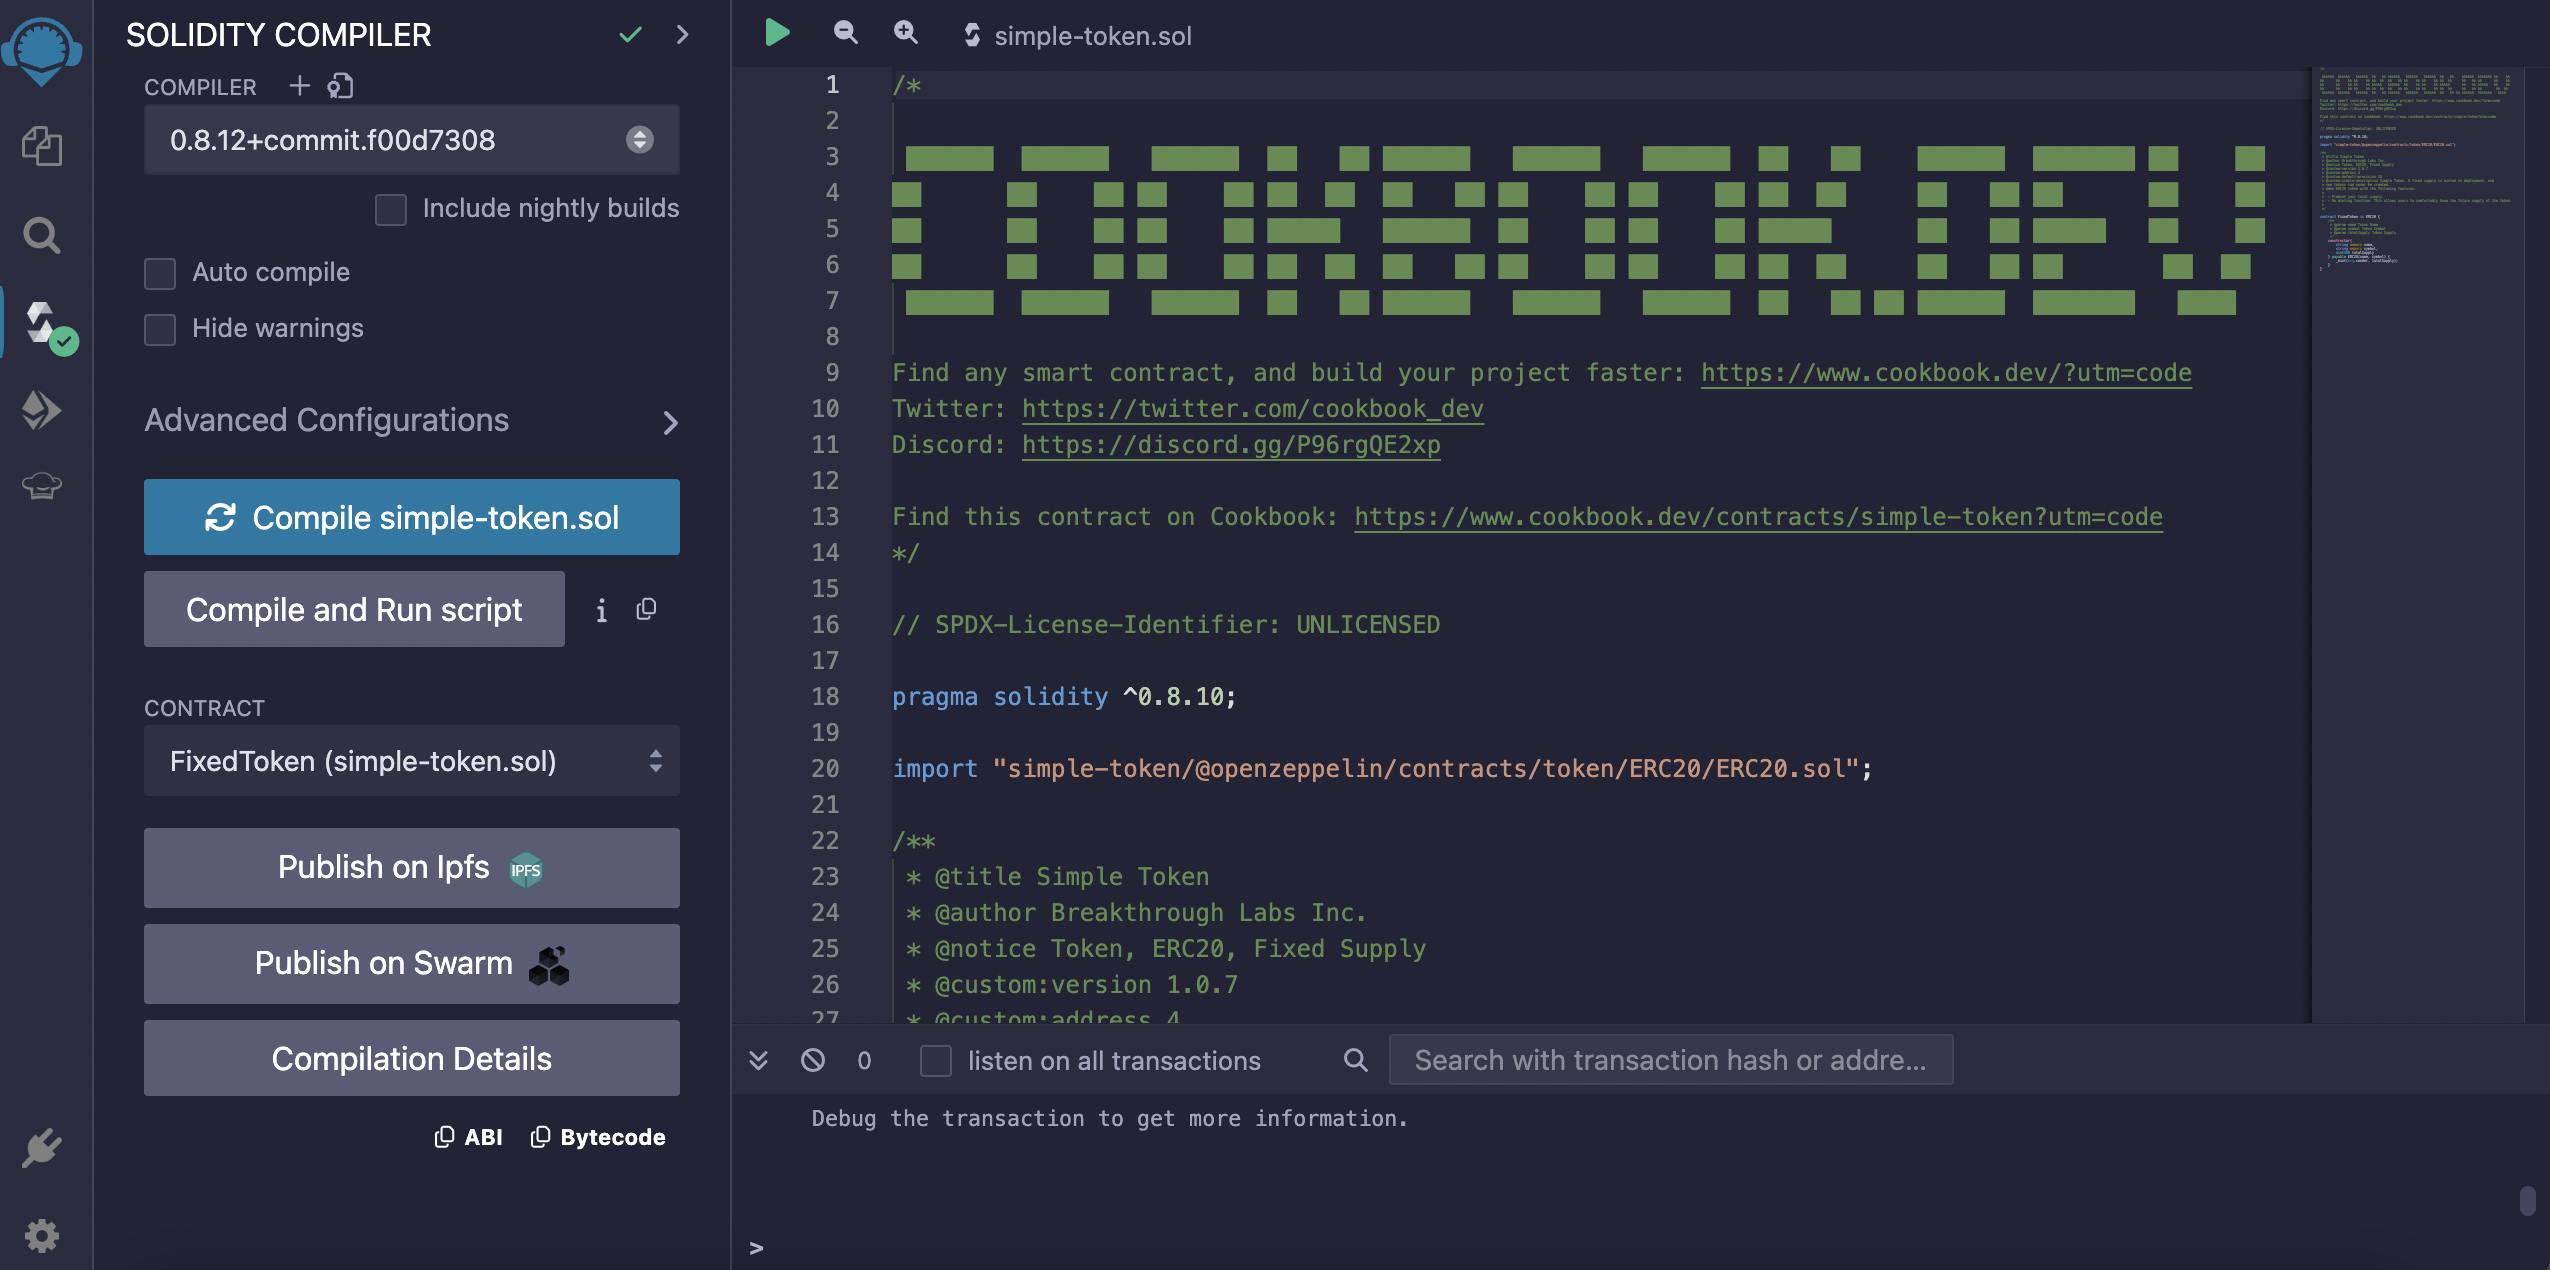 SOLIDITY COMPILER
COMPILER
0.8.12+commit.f00d7308
Include nightly builds
Auto compile
Hide warnings
Advanced Configurations
Compile simple-token.sol
Compile and Run script
i
CONTRACT
FixedToken (simple-token.sol)
Publish on Ipfs IPFS
Publish on Swarm
Compilation Details
ABI Bytecode
simple-token.sol
1 /*
2
3
4
5
6
7
COOKBOOK.DEV
8
9 Find any smart contract, and build your project faster: https://www.cookbook.dev/?utm=code
10 Twitter: https://twitter.com/cookbook_dev
11 Discord: https://discord.gg/P96rgQE2xp
12
13 Find this contract on Cookbook: https://www.cookbook.dev/contracts/simple-token?utm=code
14 */
15
16 // SPDX-License-Identifier: UNLICENSED
17
18 pragma solidity ^0.8.10;
19
20 import "simple-token/@openzeppelin/contracts/token/ERC20/ERC20.sol";
21
22 /**
23 * @title Simple Token
24 * @author Breakthrough Labs Inc.
25 * @notice Token, ERC20, Fixed Supply
26 * @custom:version 1.0.7
27 * @custom:address 4
0 listen on all transactions Search with transaction hash or addre...
Debug the transaction to get more information.
>